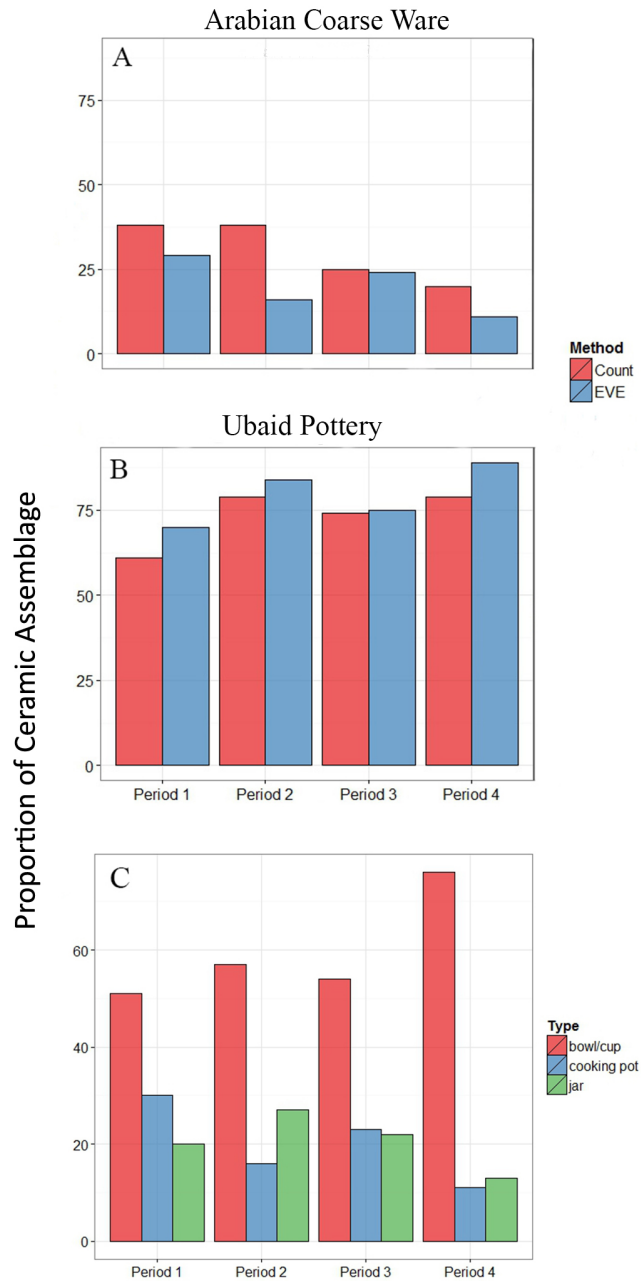 Arabian Coarse Ware
A
75
50
25
0
Method
Count
EVE
Ubaid Pottery
B
75
50
25
0
Period 1 Period 2 Period 3 Period 4
Proportion of Ceramic Assemblage
C
60
40
20
0
Type
bowl/cup
cooking pot
jar
Period 1 Period 2 Period 3 Period 4